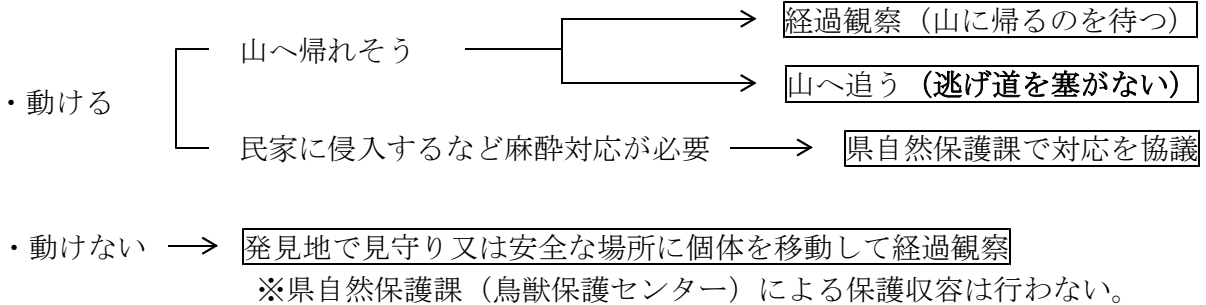 経過観察（山に帰るのを待つ）
山へ帰れそう
山へ追う（逃げ道を塞がない）
・動ける
民家に侵入するなど麻酔対応が必要
県自然保護課で対応を協議
・動けない
発見地で見守り又は安全な場所に個体を移動して経過観察
※県自然保護課（鳥獣保護センター）による保護収容は行わない。